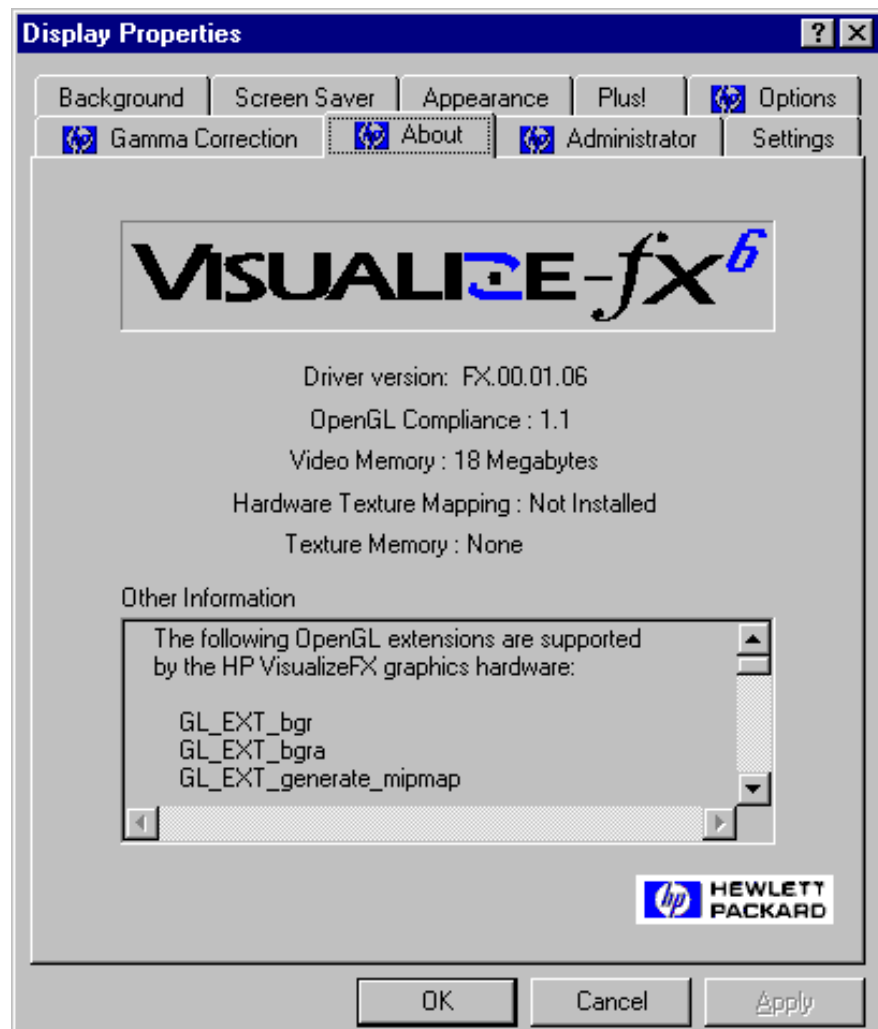 Display Properties
Background Screen Saver Appearance Plus! Options
Gamma Correction About Administrator Settings
VISUALIZE-fx6
Driver version: FX.00.01.06
OpenGL Compliance : 1.1
Video Memory : 18 Megabytes
Hardware Texture Mapping : Not Installed
Texture Memory : None
Other Information
The following OpenGL extensions are supported
by the HP VisualizeFX graphics hardware:
GL_EXT_bgr
GL_EXT_bgra
GL_EXT_generate_mipmap
hp HEWLETT
PACKARD
OK Cancel Apply